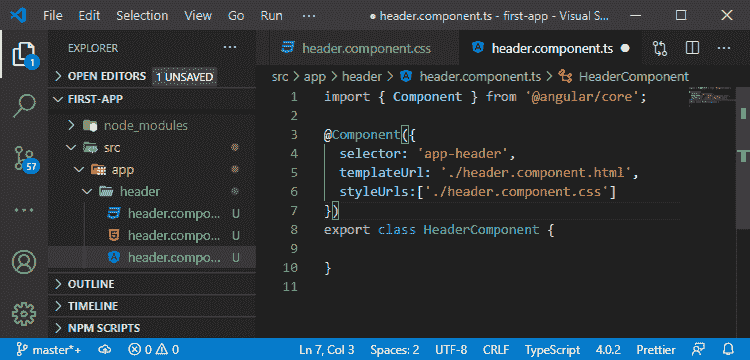 File Edit View Go Run ··· ● header.component.ts - first-app - Visual S...
EXPLORER ···
OPEN EDITORS 1 UNSAVED
FIRST-APP
node_modules
src
app
header
header.compo... U
header.compo... U
header.compo... U
OUTLINE
TIMELINE
NPM SCRIPTS
1
57
header.component.css header.component.ts ● ···
src > app > header > header.component.ts > HeaderComponent
1 import { Component } from '@angular/core';
2
3 @Component({
4 selector: 'app-header',
5 templateUrl: './header.component.html',
6 styleUrls:['./header.component.css']
7 })
8 export class HeaderComponent {
9
10 }
11
master*+ 0 0 Ln 7, Col 3 Spaces: 2 UTF-8 CRLF TypeScript 4.0.2 Prettier